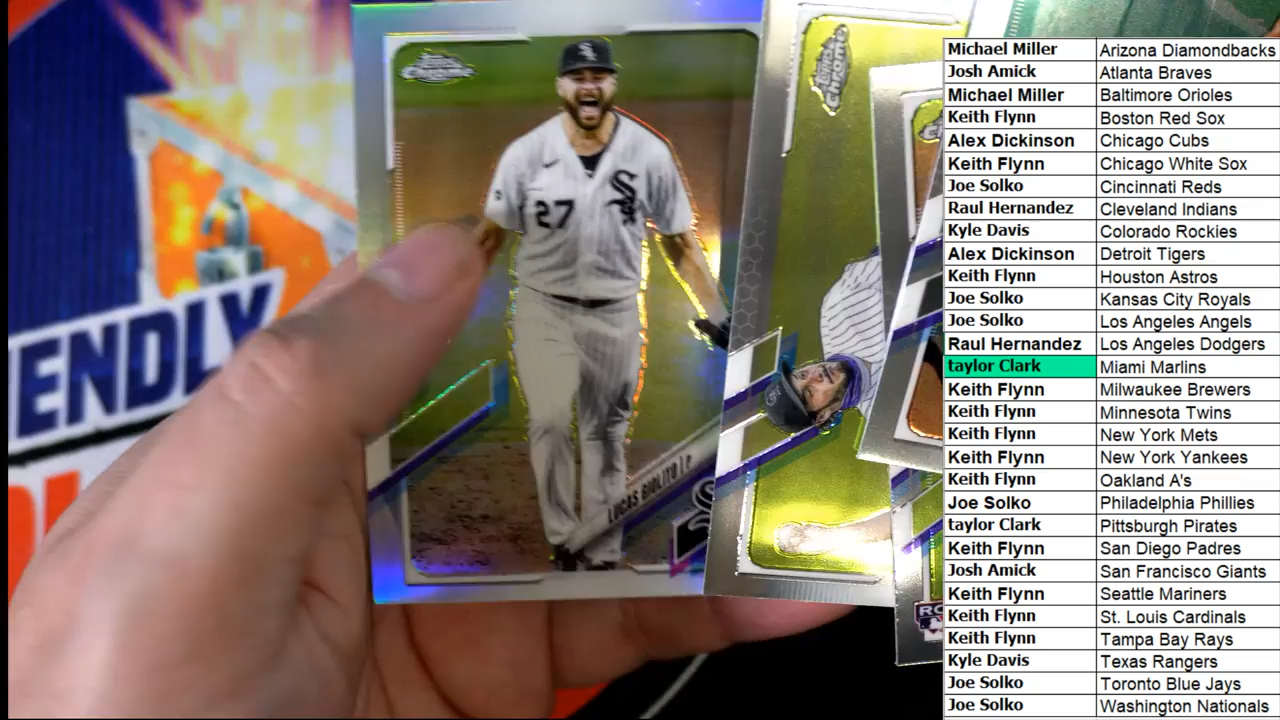 ENDLY
Topps
Chrome
27
LUCAS GIOLITO | P
Topps
Chrome
RC
Michael Miller Arizona Diamondbacks
Josh Amick Atlanta Braves
Michael Miller Baltimore Orioles
Keith Flynn Boston Red Sox
Alex Dickinson Chicago Cubs
Keith Flynn Chicago White Sox
Joe Solko Cincinnati Reds
Raul Hernandez Cleveland Indians
Kyle Davis Colorado Rockies
Alex Dickinson Detroit Tigers
Keith Flynn Houston Astros
Joe Solko Kansas City Royals
Joe Solko Los Angeles Angels
Raul Hernandez Los Angeles Dodgers
taylor Clark Miami Marlins
Keith Flynn Milwaukee Brewers
Keith Flynn Minnesota Twins
Keith Flynn New York Mets
Keith Flynn New York Yankees
Keith Flynn Oakland A's
Joe Solko Philadelphia Phillies
taylor Clark Pittsburgh Pirates
Keith Flynn San Diego Padres
Josh Amick San Francisco Giants
Keith Flynn Seattle Mariners
Keith Flynn St. Louis Cardinals
Keith Flynn Tampa Bay Rays
Kyle Davis Texas Rangers
Joe Solko Toronto Blue Jays
Joe Solko Washington Nationals